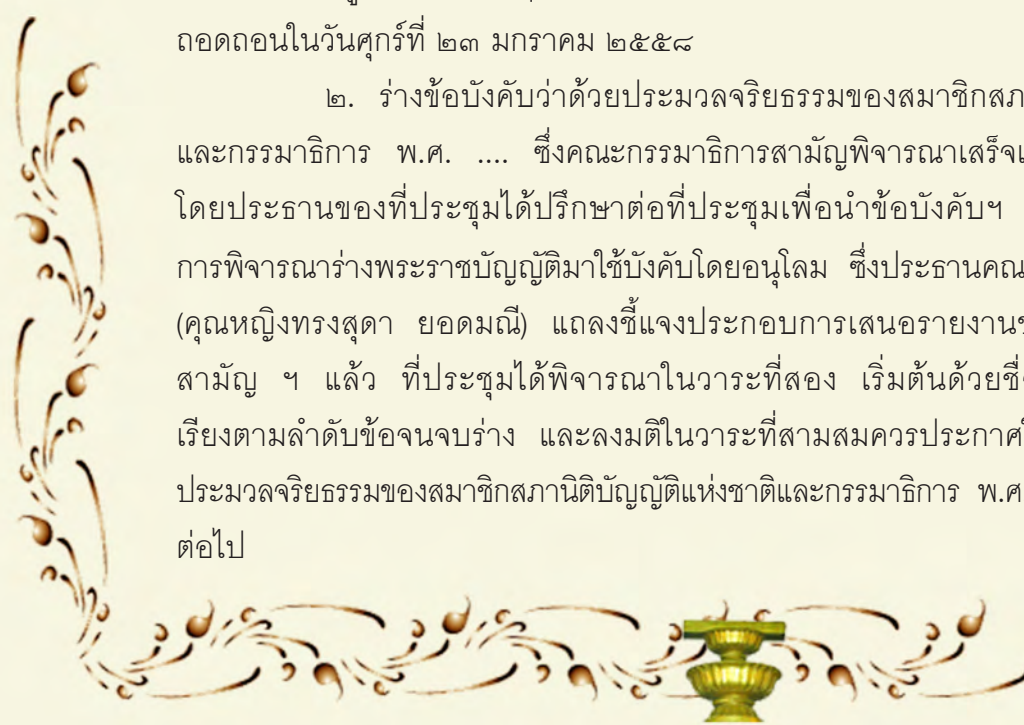 ถอดถอนในวันศุกร์ที่ ๒๓ มกราคม ๒๕๕๘
๒. ร่างข้อบังคับว่าด้วยประมวลจริยธรรมของสมาชิกสภ
และกรรมาธิการ พ.ศ. .... ซึ่งคณะกรรมาธิการสามัญพิจารณาเสร็จ
โดยประธานของที่ประชุมได้ปรึกษาต่อที่ประชุมเพื่อนำข้อบังคับฯ
การพิจารณาร่างพระราชบัญญัติมาใช้บังคับโดยอนุโลม ซึ่งประธานคณ
(คุณหญิงทรงสุดา ยอดมณี) แถลงชี้แจงประกอบการเสนอรายงาน
สามัญ ฯ แล้ว ที่ประชุมได้พิจารณาในวาระที่สอง เริ่มต้นด้วยชื่
เรียงตามลำดับข้อจนจบร่าง และลงมติในวาระที่สามสมควรประกาศ
ประมวลจริยธรรมของสมาชิกสภานิติบัญญัติแห่งชาติและกรรมาธิการ พ.ศ
ต่อไป